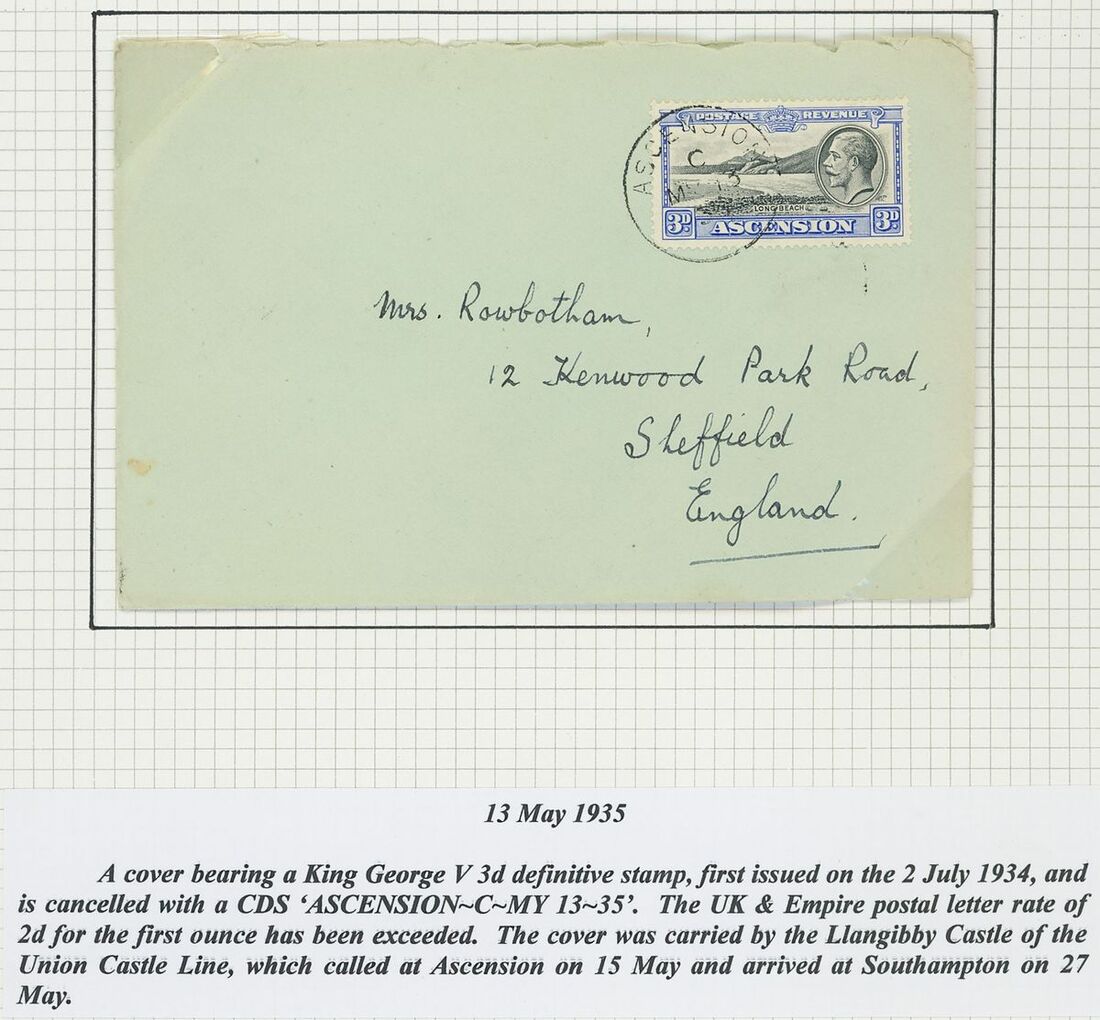 POSTAGE REVENUE
ASCENSION
C
MY 13
LONG BEACH
3D ASCENSION 3D
Mrs. Rowbotham,
12 Kenwood Park Road,
Sheffield
England.
13 May 1935
A cover bearing a King George V 3d definitive stamp, first issued on the 2 July 1934, and
is cancelled with a CDS ‘ASCENSION~C~MY 13~35’. The UK & Empire postal letter rate of
2d for the first ounce has been exceeded. The cover was carried by the Llangibby Castle of the
Union Castle Line, which called at Ascension on 15 May and arrived at Southampton on 27
May.